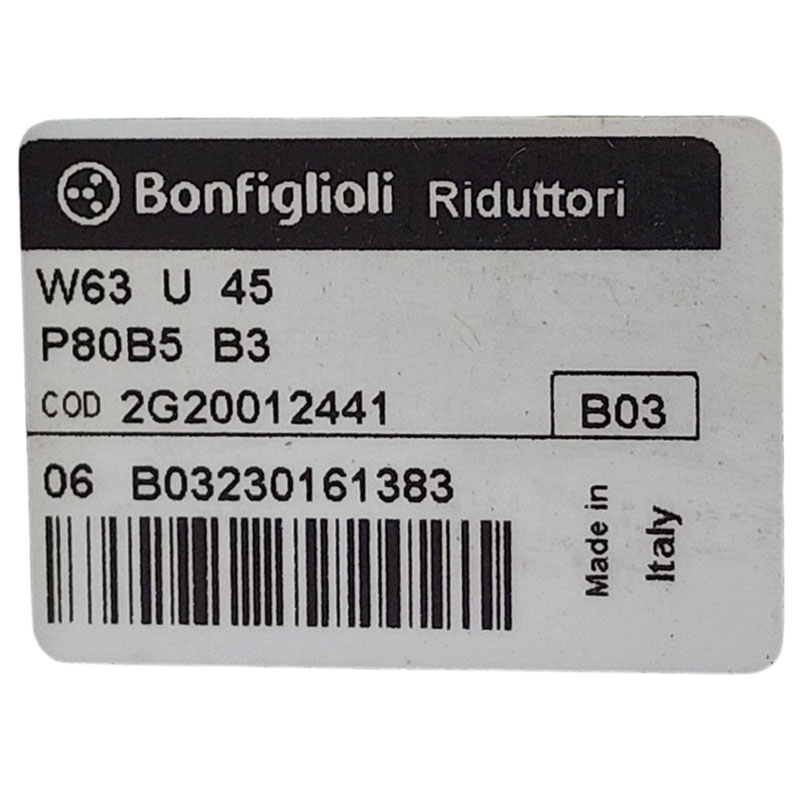 Bonfiglioli Riduttori
W63 U 45
P80B5 B3
COD 2G20012441
B03
06 B03230161383
Made in
Italy